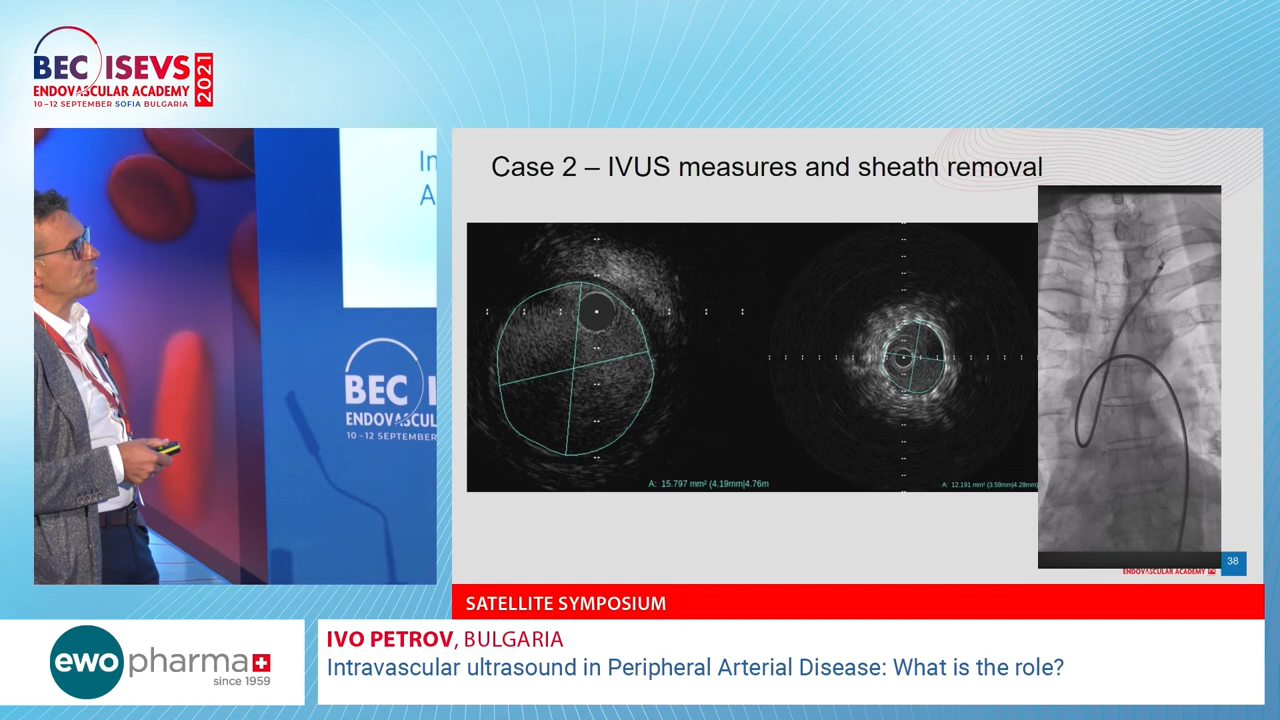 BEC ISEVS 2021
ENDOVASCULAR ACADEMY
10–12 SEPTEMBER SOFIA BULGARIA
In
A
BEC I
ENDOVASCULAR
10–12 SEPTEMBER
Case 2 – IVUS measures and sheath removal
A: 15.797 mm² (4.19mm|4.76m
A: 12.191 mm² (3.59mm|4.28mm
ENDOVASCULAR ACADEMY
38
SATELLITE SYMPOSIUM
ewopharma
since 1959
IVO PETROV, BULGARIA
Intravascular ultrasound in Peripheral Arterial Disease: What is the role?